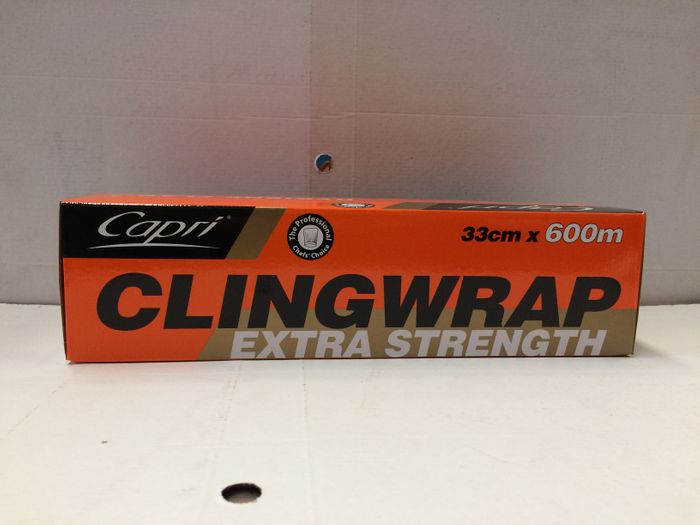 Capri®
The Professional
Chefs' Choice
33cm x 600m
CLINGWRAP
EXTRA STRENGTH